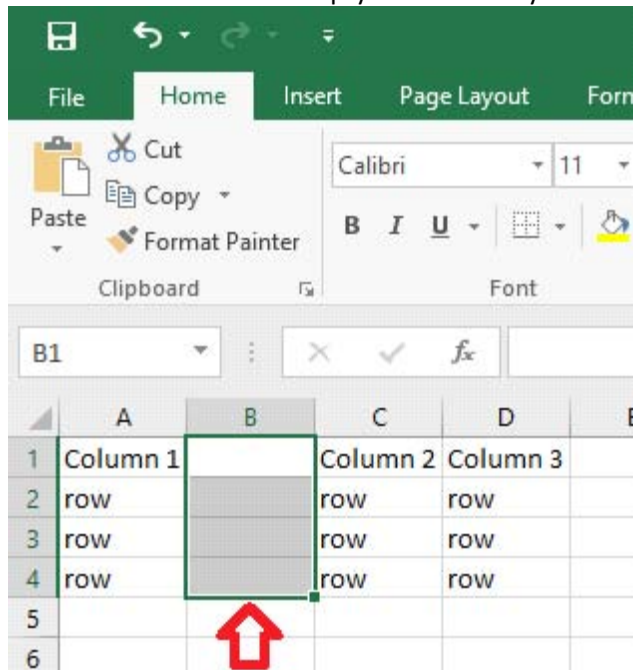 File Home Insert Page Layout
Cut
Calibri 11
Copy
Paste
B I U
Format Painter
Clipboard Font
B1 fx
A B C D
1 Column 1 Column 2 Column 3
2 row row row
3 row row row
4 row row row
5
6